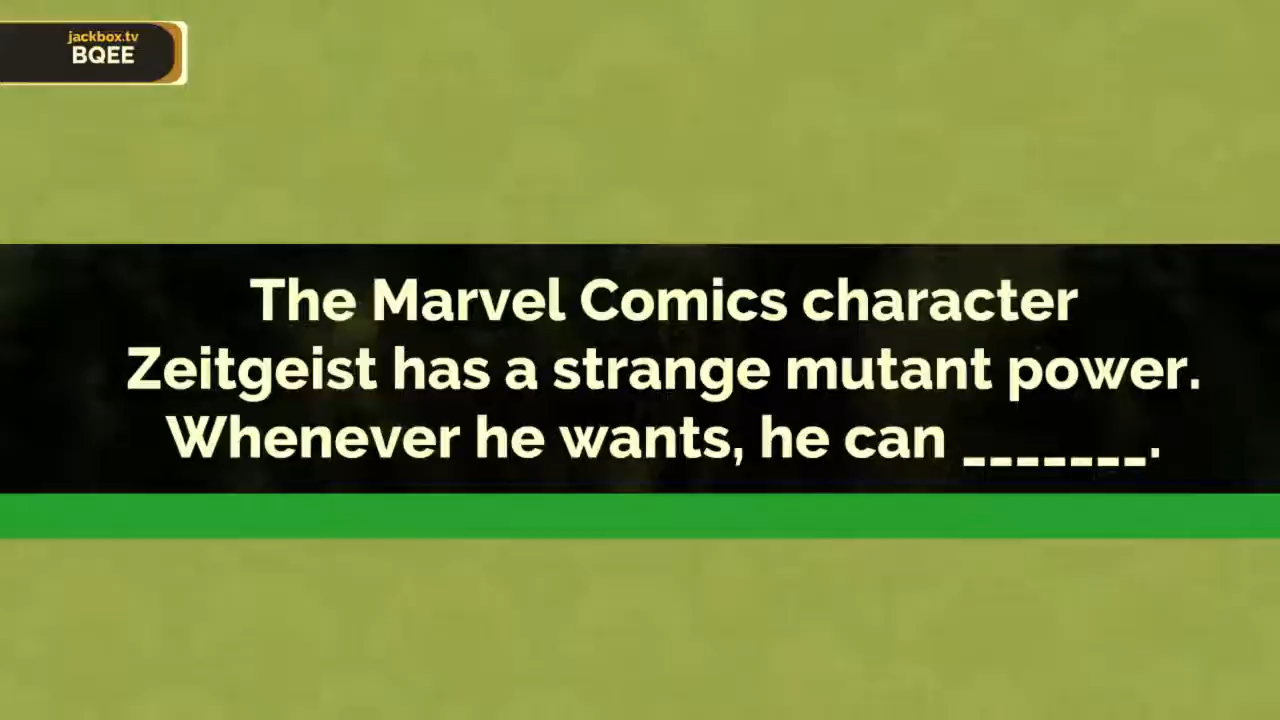 jackbox.tv
BQEE
The Marvel Comics character
Zeitgeist has a strange mutant power.
Whenever he wants, he can _______.